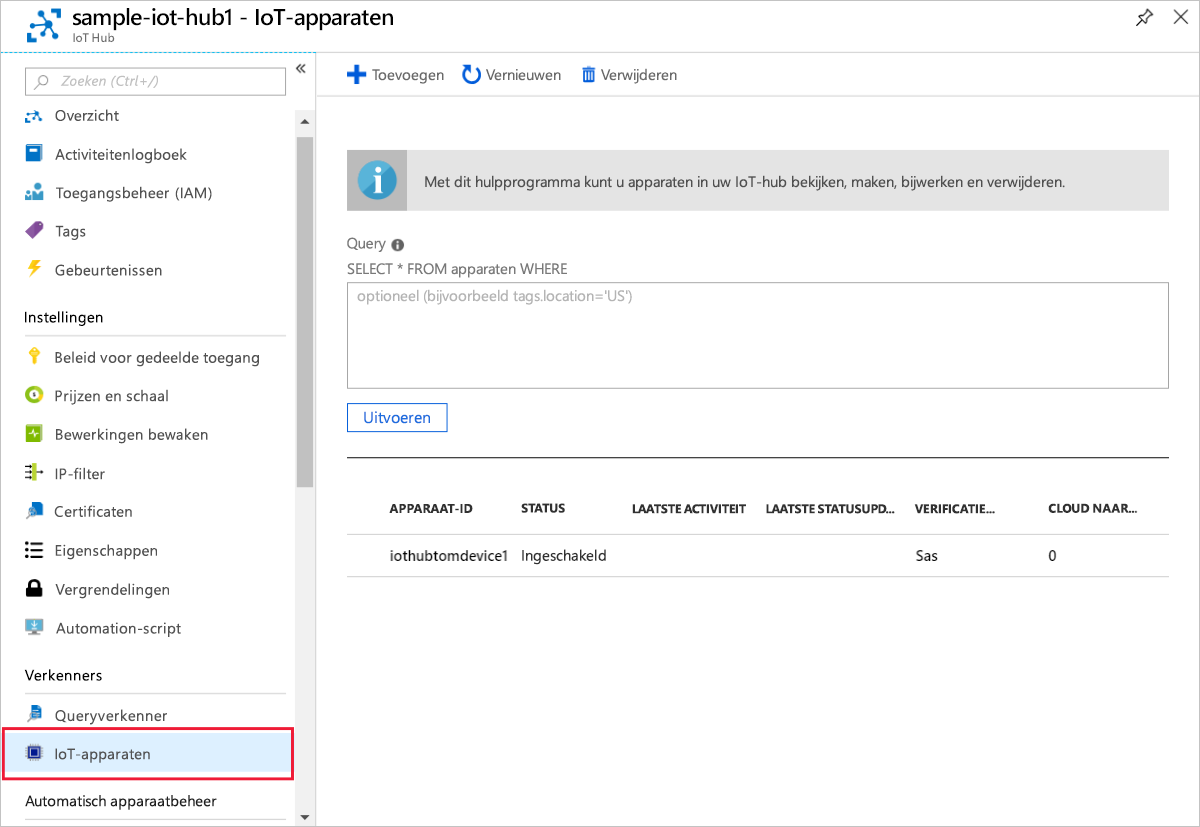 sample-iot-hub1 - IoT-apparaten
IoT Hub
Zoeken (Ctrl+/)
Overzicht
Activiteitenlogboek
Toegangsbeheer (IAM)
Tags
Gebeurtenissen
Instellingen
Beleid voor gedeelde toegang
Prijzen en schaal
Bewerkingen bewaken
IP-filter
Certificaten
Eigenschappen
Vergrendelingen
Automation-script
Verkenners
Queryverkenner
IoT-apparaten
Automatisch apparaatbeheer
Toevoegen Vernieuwen Verwijderen
Met dit hulpprogramma kunt u apparaten in uw IoT-hub bekijken, maken, bijwerken en verwijderen.
Query
SELECT * FROM apparaten WHERE
optioneel (bijvoorbeeld tags.location='US')
Uitvoeren
APPARAAT-ID STATUS LAATSTE ACTIVITEIT LAATSTE STATUSUPD... VERIFICATIE... CLOUD NAAR...
iothubtomdevice1 Ingeschakeld Sas 0